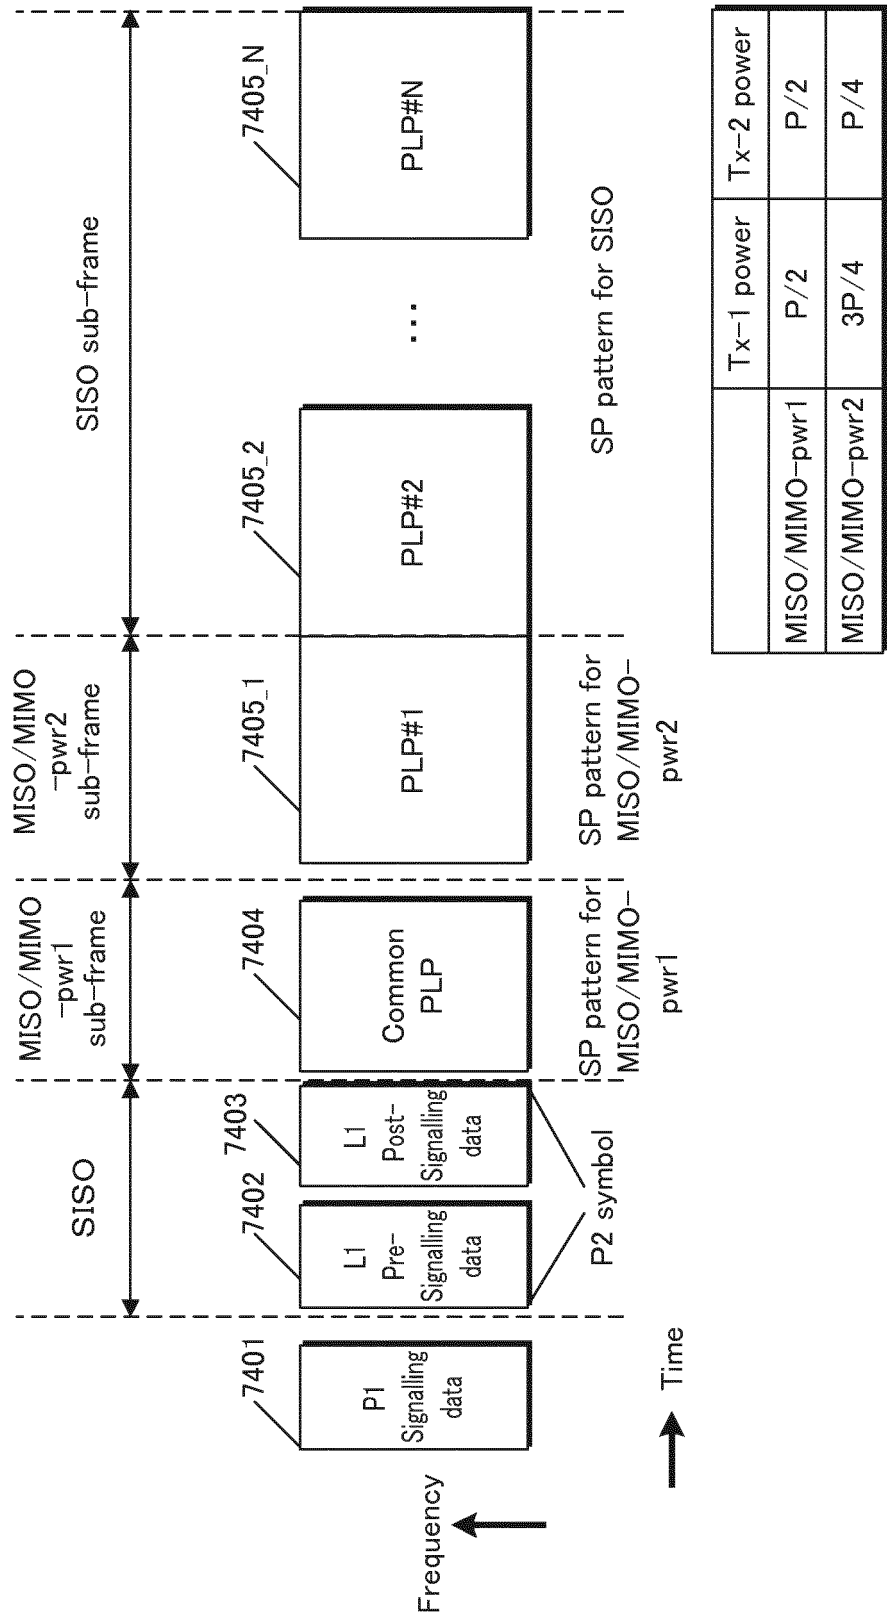 SISO
MISO/MIMO
-pwr1
sub-frame
MISO/MIMO
-pwr2
sub-frame
SISO sub-frame
7401
7402
7403
7404
7405_1
7405_2
7405_N
P1
Signalling
data
L1
Pre-
Signalling
data
L1
Post-
Signalling
data
Common
PLP
PLP#1
PLP#2
...
PLP#N
Frequency
Time
P2 symbol
SP pattern for
MISO/MIMO-
pwr1
SP pattern for
MISO/MIMO-
pwr2
SP pattern for SISO
Tx-1 power Tx-2 power
MISO/MIMO-pwr1 P/2 P/2
MISO/MIMO-pwr2 3P/4 P/4